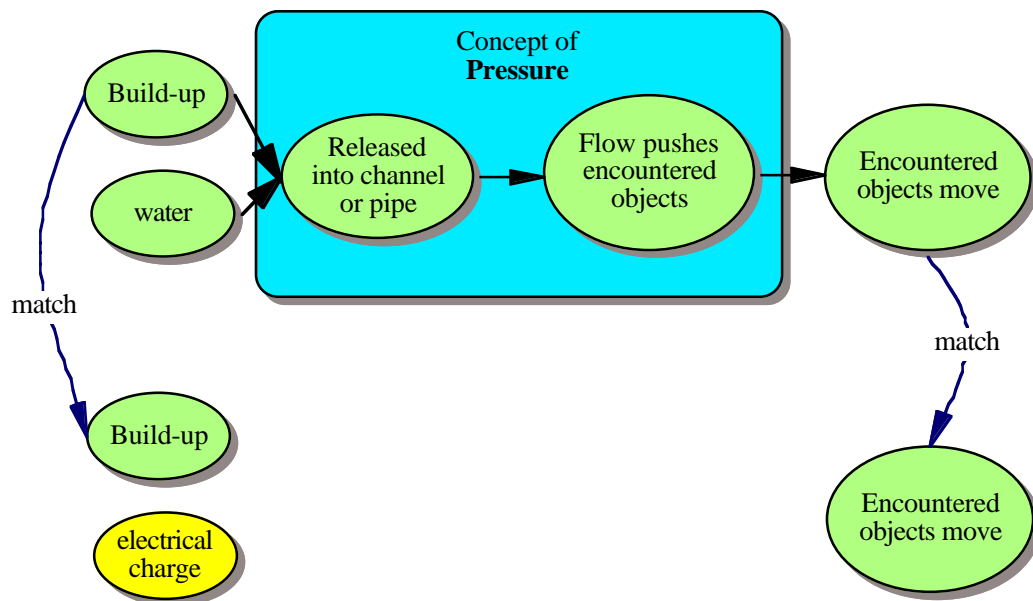 Concept of
Pressure
Build-up
water
Released
into channel
or pipe
Flow pushes
encountered
objects
Encountered
objects move
match
match
Build-up
electrical
charge
Encountered
objects move